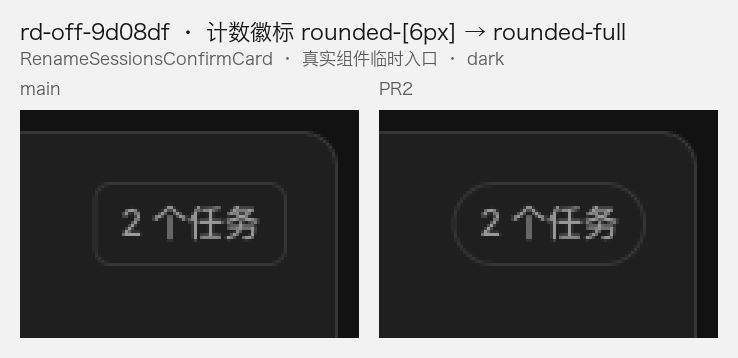 rd-off-9d08df · 计数徽标 rounded-[6px] → rounded-full
RenameSessionsConfirmCard · 真实组件临时入口 · dark
main
PR2
2 个任务
2 个任务